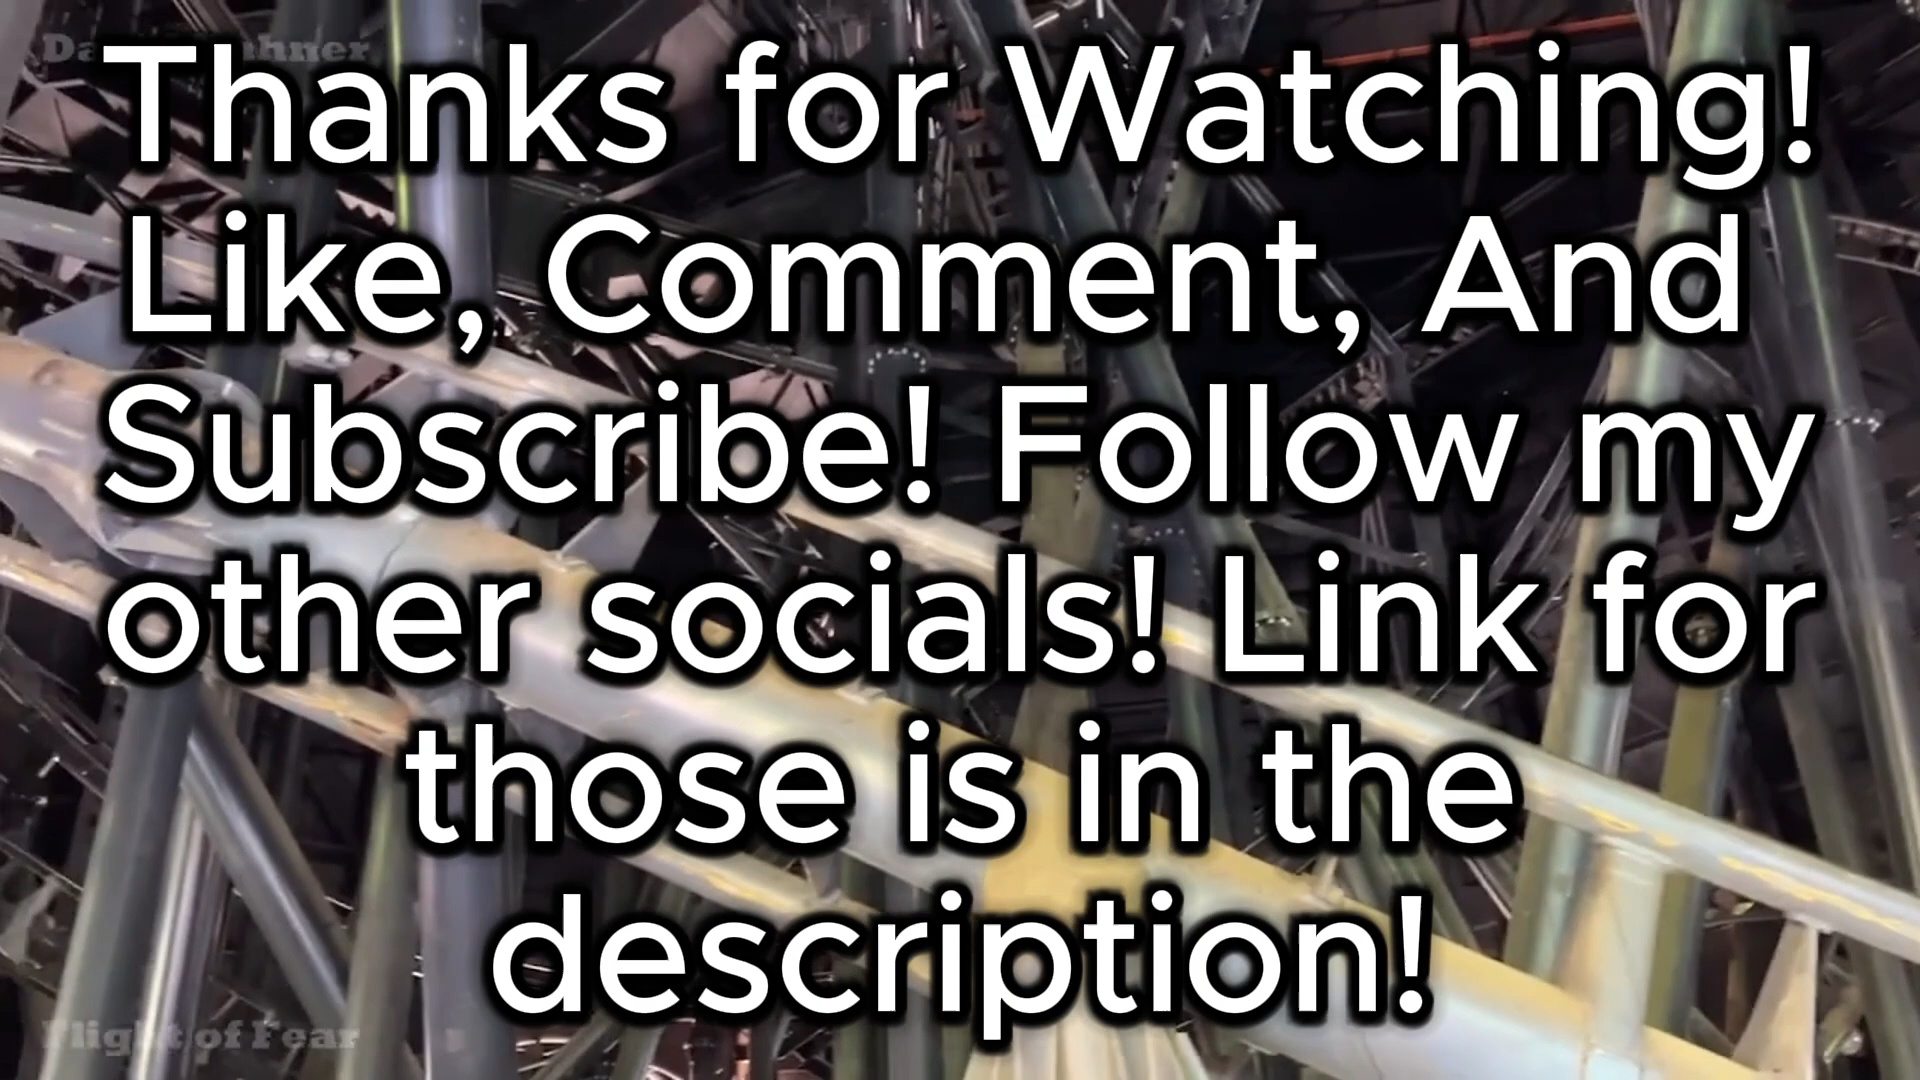 Thanks for Watching!
Like, Comment, And
Subscribe! Follow my
other socials! Link for
those is in the
description!
Flight of Fear